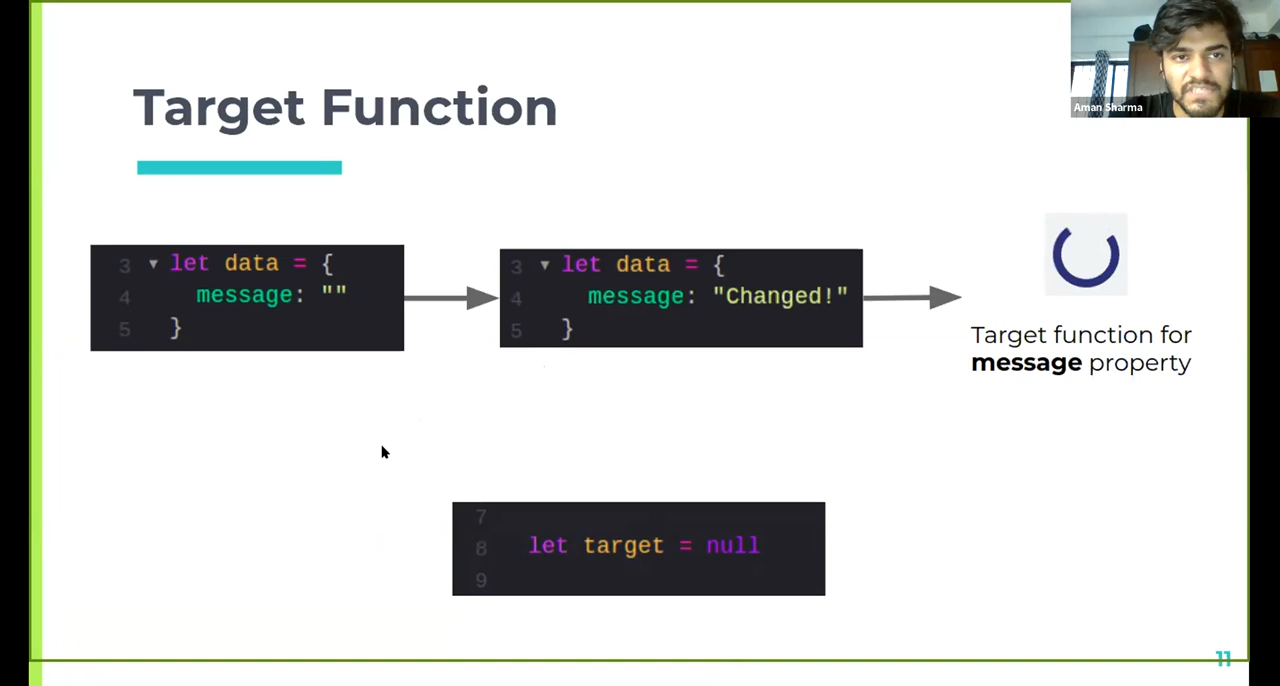 Aman Sharma
Target Function
3 ▼ let data = {
4 message: ""
5 }
3 ▼ let data = {
4 message: "Changed!"
5 }
Target function for
message property
7
8 let target = null
9
11